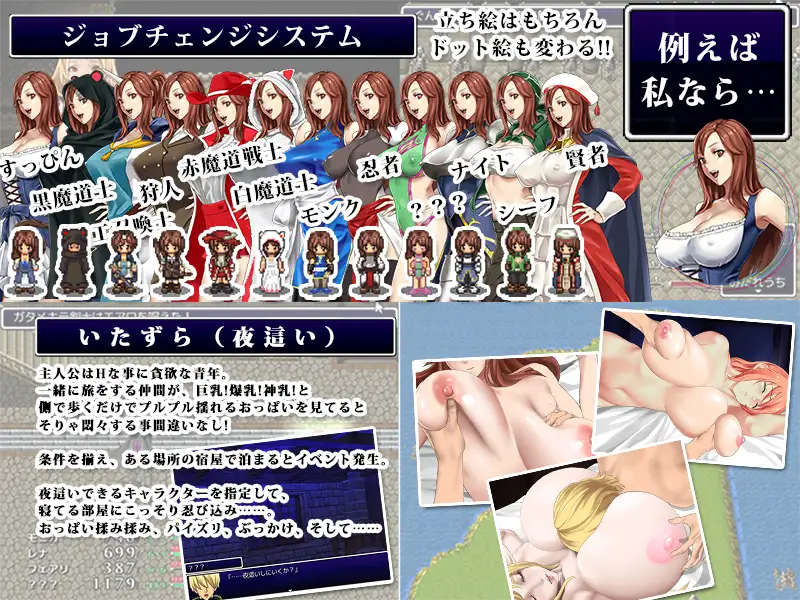 ジョブチェンジシステム
立ち絵はもちろん
ドット絵も変わる!!
例えば
私なら…
すっぴん
黒魔道士
エロ召喚士
狩人
赤魔道戦士
白魔道士
モンク
忍者
???
ナイト
シーフ
賢者
みだれうち
いたずら（夜這い）
主人公はHな事に貪欲な青年。
一緒に旅をする仲間が、巨乳!爆乳!神乳!と
側で歩くだけでプルプル揺れるおっぱいを見てると
そりゃ悶々する事間違いなし!
条件を揃え、ある場所の宿屋で泊まるとイベント発生。
夜這いできるキャラクターを指定して、
寝てる部屋にこっそり忍び込み……。
おっぱい揉み揉み、パイズリ、ぶっかけ、そして……
レナ 699
フェアリ 387
??? 1179
???
「……夜這いしにいくか？」